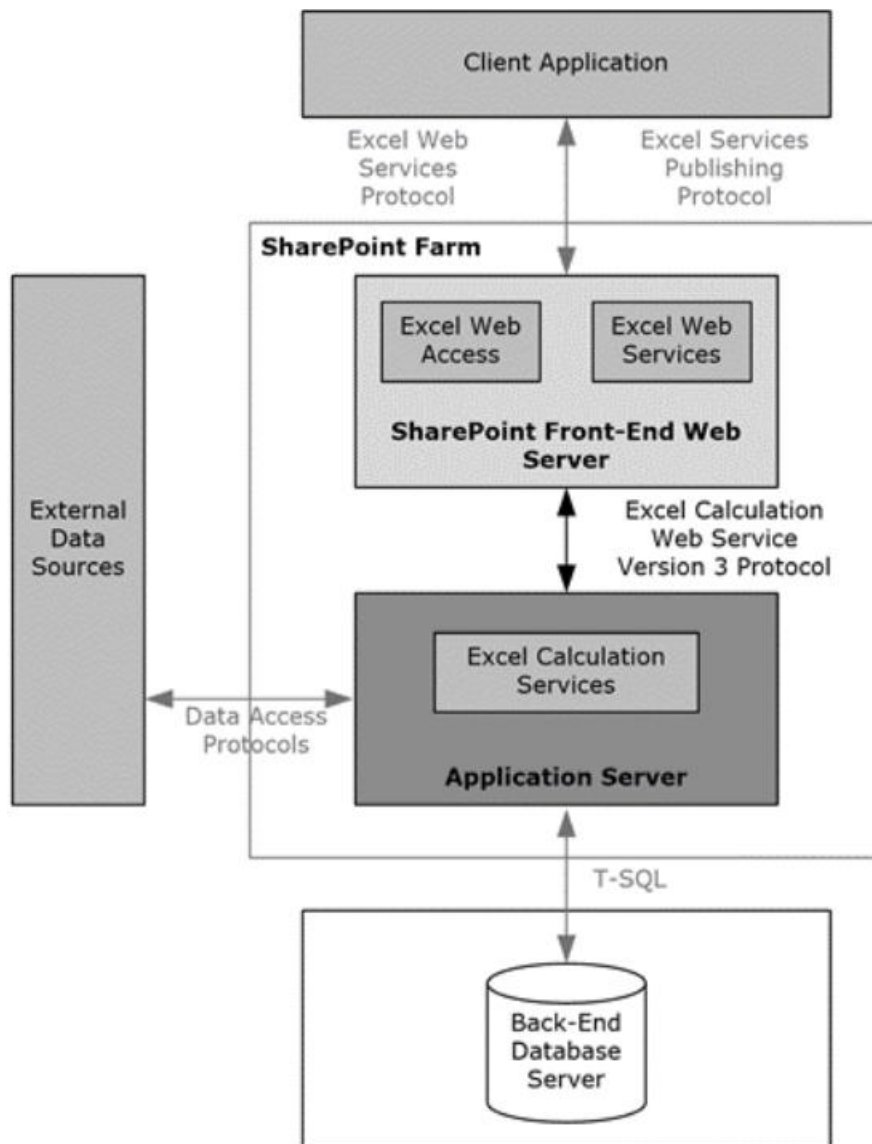 Client Application
Excel Web
Services
Protocol
Excel Services
Publishing
Protocol
SharePoint Farm
Excel Web
Access
Excel Web
Services
SharePoint Front-End Web
Server
External
Data
Sources
Excel Calculation
Web Service
Version 3 Protocol
Excel Calculation
Services
Data Access
Protocols
Application Server
T-SQL
Back-End
Database
Server